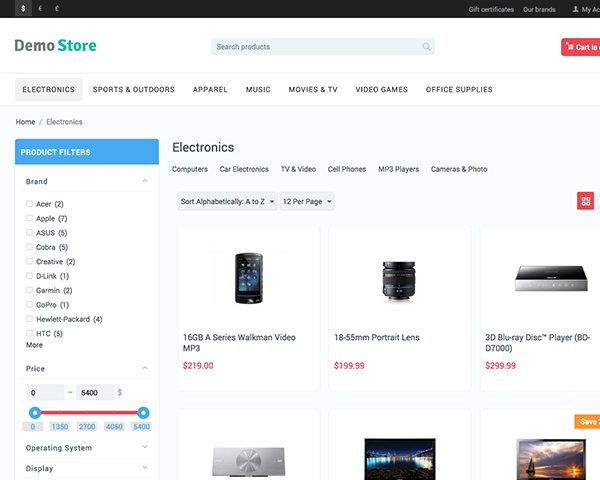 $ € £ Gift certificates Our brands My Ac
Demo Store
Search products
Cart is
ELECTRONICS SPORTS & OUTDOORS APPAREL MUSIC MOVIES & TV VIDEO GAMES OFFICE SUPPLIES
Home / Electronics
PRODUCT FILTERS
Brand
Acer (2)
Apple (7)
ASUS (5)
Cobra (5)
Creative (2)
D-Link (1)
Garmin (2)
GoPro (1)
Hewlett-Packard (4)
HTC (5)
More
Price
0 – 5400 $
0 1350 2700 4050 5400
Operating System
Display
Electronics
Computers Car Electronics TV & Video Cell Phones MP3 Players Cameras & Photo
Sort Alphabetically: A to Z 12 Per Page
16GB A Series Walkman Video
MP3
$219.00
18-55mm Portrait Lens
$199.99
3D Blu-ray Disc™ Player (BD-
D7000)
$299.99
Save 2